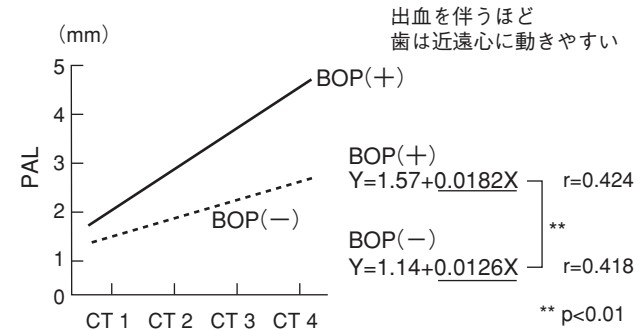 （mm）
出血を伴うほど
歯は近遠心に動きやすい
5
4
3
2
1
0
PAL
BOP（＋）
BOP（－）
CT 1 CT 2 CT 3 CT 4
BOP（＋）
Y=1.57+0.0182X r=0.424
**
BOP（－）
Y=1.14+0.0126X r=0.418
** p<0.01